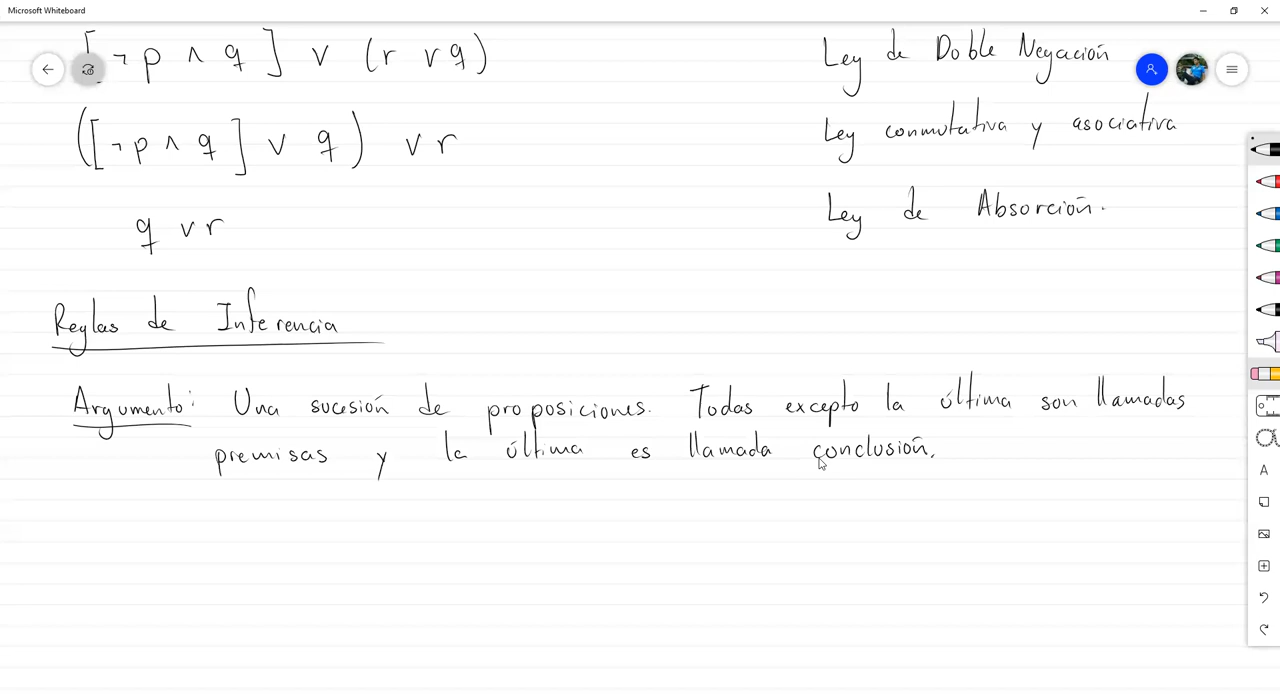 Microsoft Whiteboard
[¬p ∧ q] ∨ (r ∨ q) Ley de Doble Negación
([¬p ∧ q] ∨ q) ∨ r Ley conmutativa y asociativa
q ∨ r Ley de Absorción.
Reglas de Inferencia
Argumento: Una sucesión de proposiciones. Todas excepto la última son llamadas
premisas y la última es llamada conclusión.
A